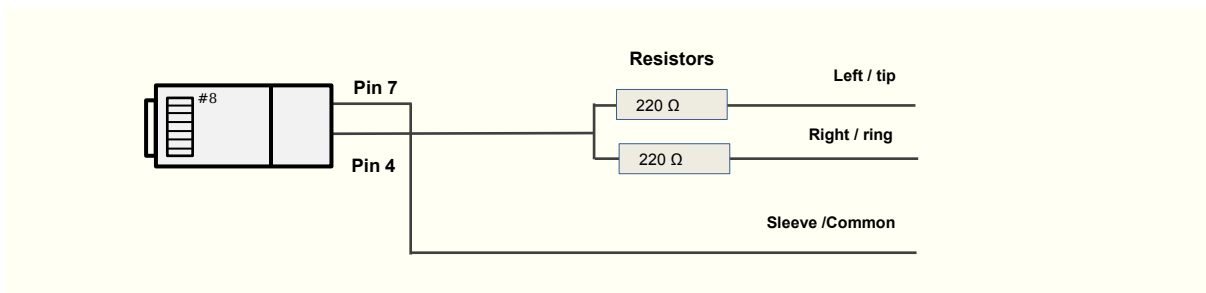 Resistors
Left / tip
Pin 7
#8
220 Ω
Right / ring
Pin 4
220 Ω
Sleeve /Common